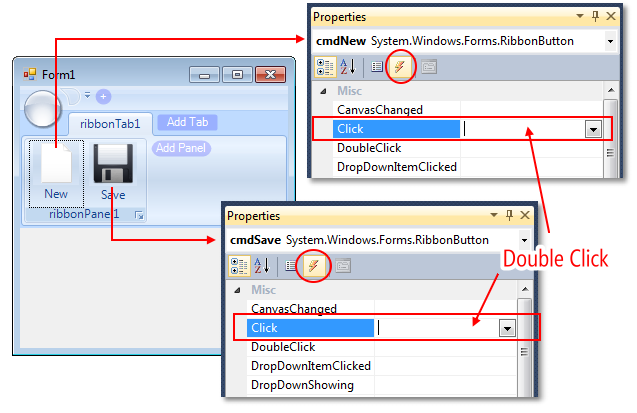 Properties
cmdNew System.Windows.Forms.RibbonButton
Misc
CanvasChanged
Click
DoubleClick
DropDownItemClicked
Form1
ribbonTab1
Add Tab
Add Panel
New
Save
ribbonPanel1
Properties
cmdSave System.Windows.Forms.RibbonButton
Misc
CanvasChanged
Click
DoubleClick
DropDownItemClicked
DropDownShowing
Double Click